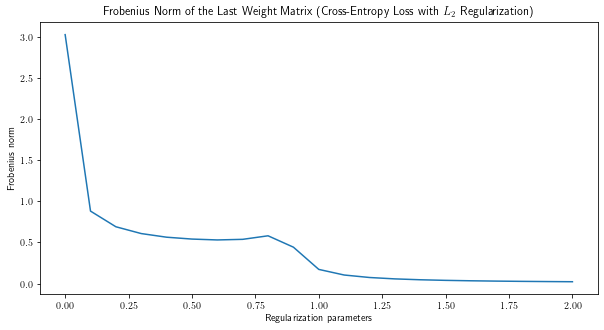 Frobenius Norm of the Last Weight Matrix (Cross-Entropy Loss with $L_2$ Regularization)
Frobenius norm
3.0
2.5
2.0
1.5
1.0
0.5
0.0
0.00 0.25 0.50 0.75 1.00 1.25 1.50 1.75 2.00
Regularization parameters